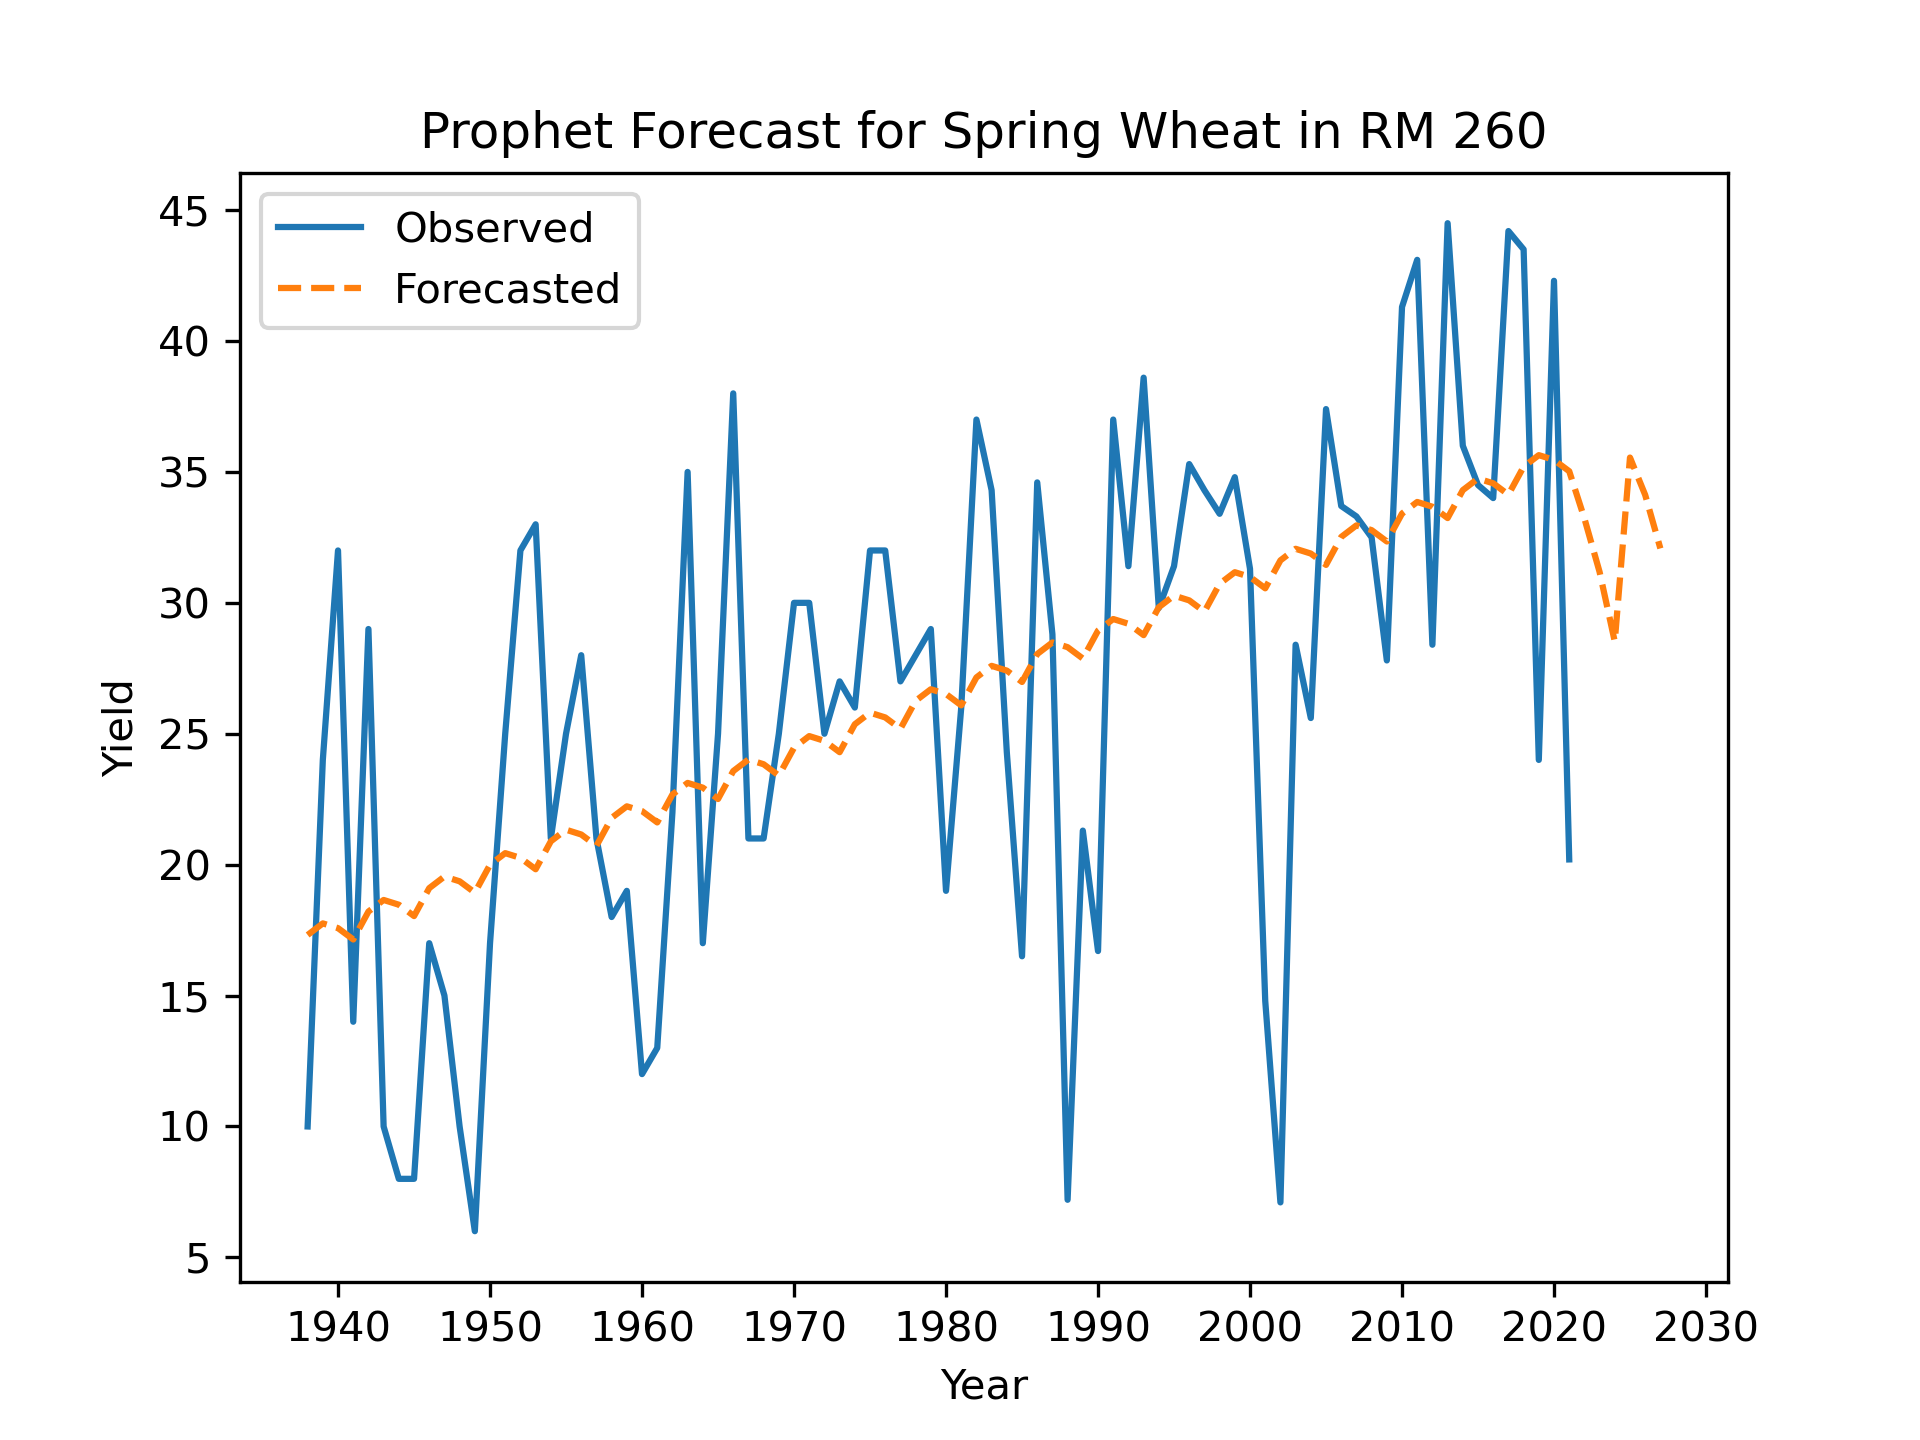 Prophet Forecast for Spring Wheat in RM 260
Observed
Forecasted
45
40
35
30
25
20
15
10
5
Yield
1940 1950 1960 1970 1980 1990 2000 2010 2020 2030
Year